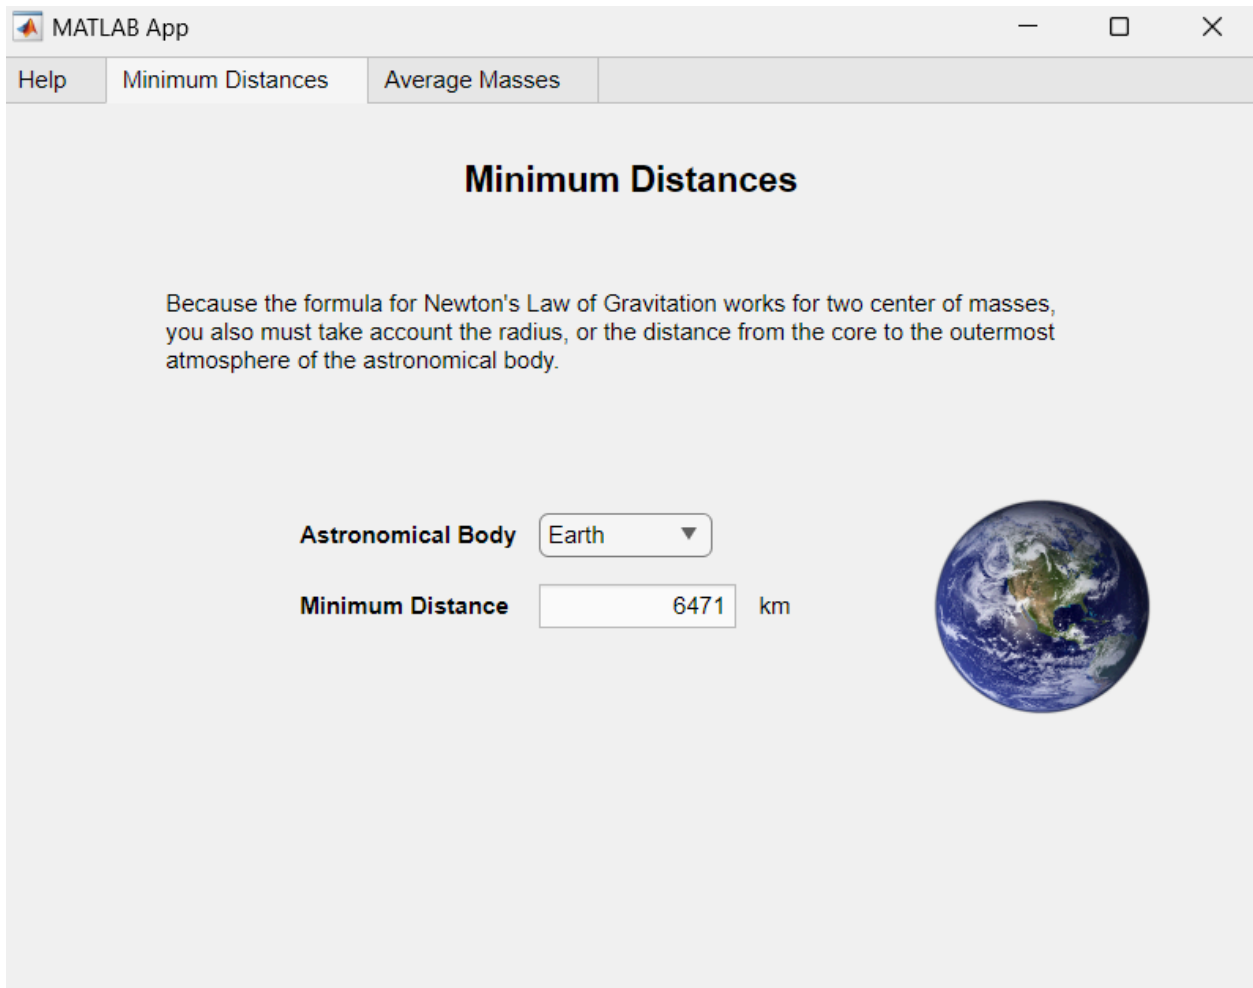 MATLAB App
Help Minimum Distances Average Masses
Minimum Distances
Because the formula for Newton's Law of Gravitation works for two center of masses,
you also must take account the radius, or the distance from the core to the outermost
atmosphere of the astronomical body.
Astronomical Body Earth
Minimum Distance 6471 km